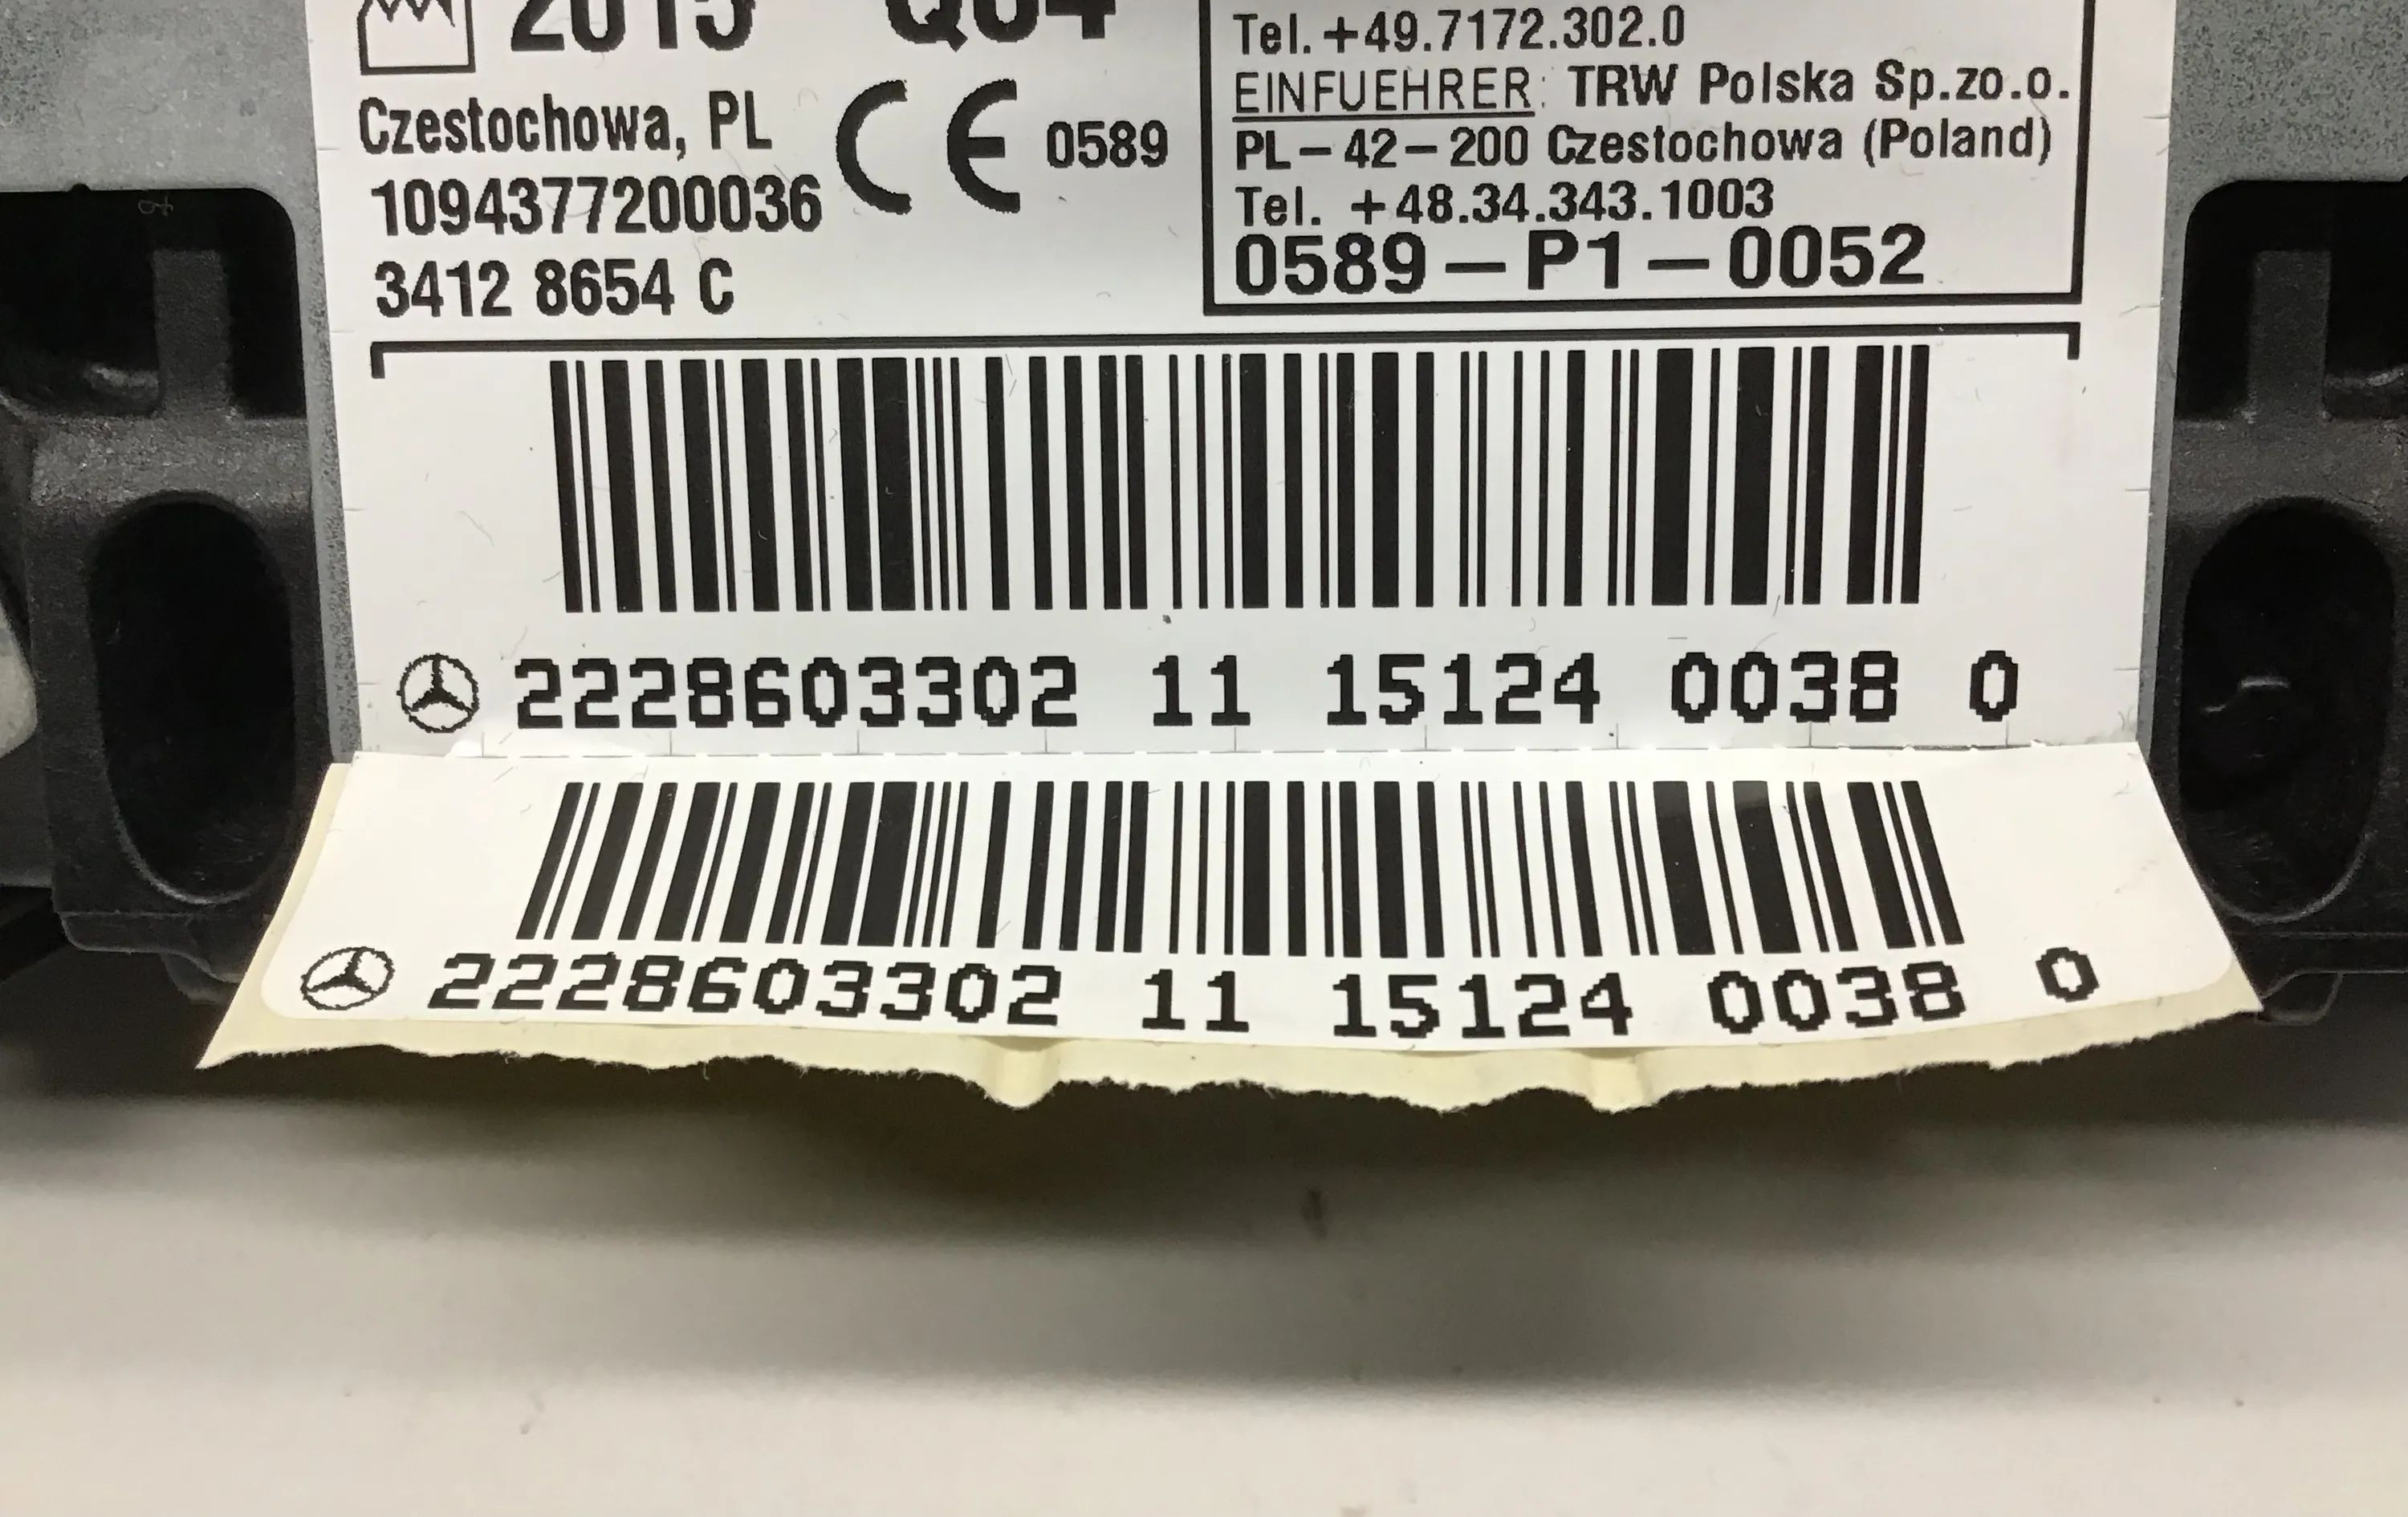 2015 Q04
Czestochowa, PL
1094377200036
3412 8654 C
CE 0589
Tel.+49.7172.302.0
EINFUEHRER: TRW Polska Sp.zo.o.
PL-42-200 Czestochowa (Poland)
Tel. +48.34.343.1003
0589-P1-0052
2228603302 11 15124 0038 0
2228603302 11 15124 0038 0